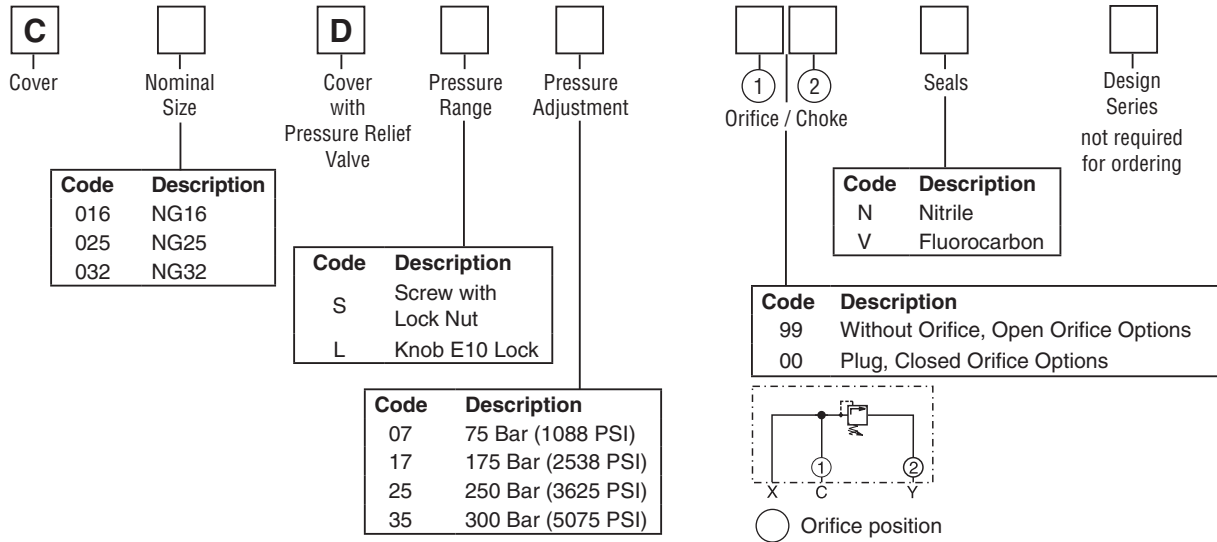 C
D
Cover
Nominal
Size
Cover
with
Pressure Relief
Valve
Pressure
Range
Pressure
Adjustment
1
2
Orifice / Choke
Seals
Design
Series
not required
for ordering
Code Description
016 NG16
025 NG25
032 NG32
Code Description
S Screw with
Lock Nut
L Knob E10 Lock
Code Description
07 75 Bar (1088 PSI)
17 175 Bar (2538 PSI)
25 250 Bar (3625 PSI)
35 300 Bar (5075 PSI)
Code Description
N Nitrile
V Fluorocarbon
Code Description
99 Without Orifice, Open Orifice Options
00 Plug, Closed Orifice Options
1
2
X C Y
Orifice position